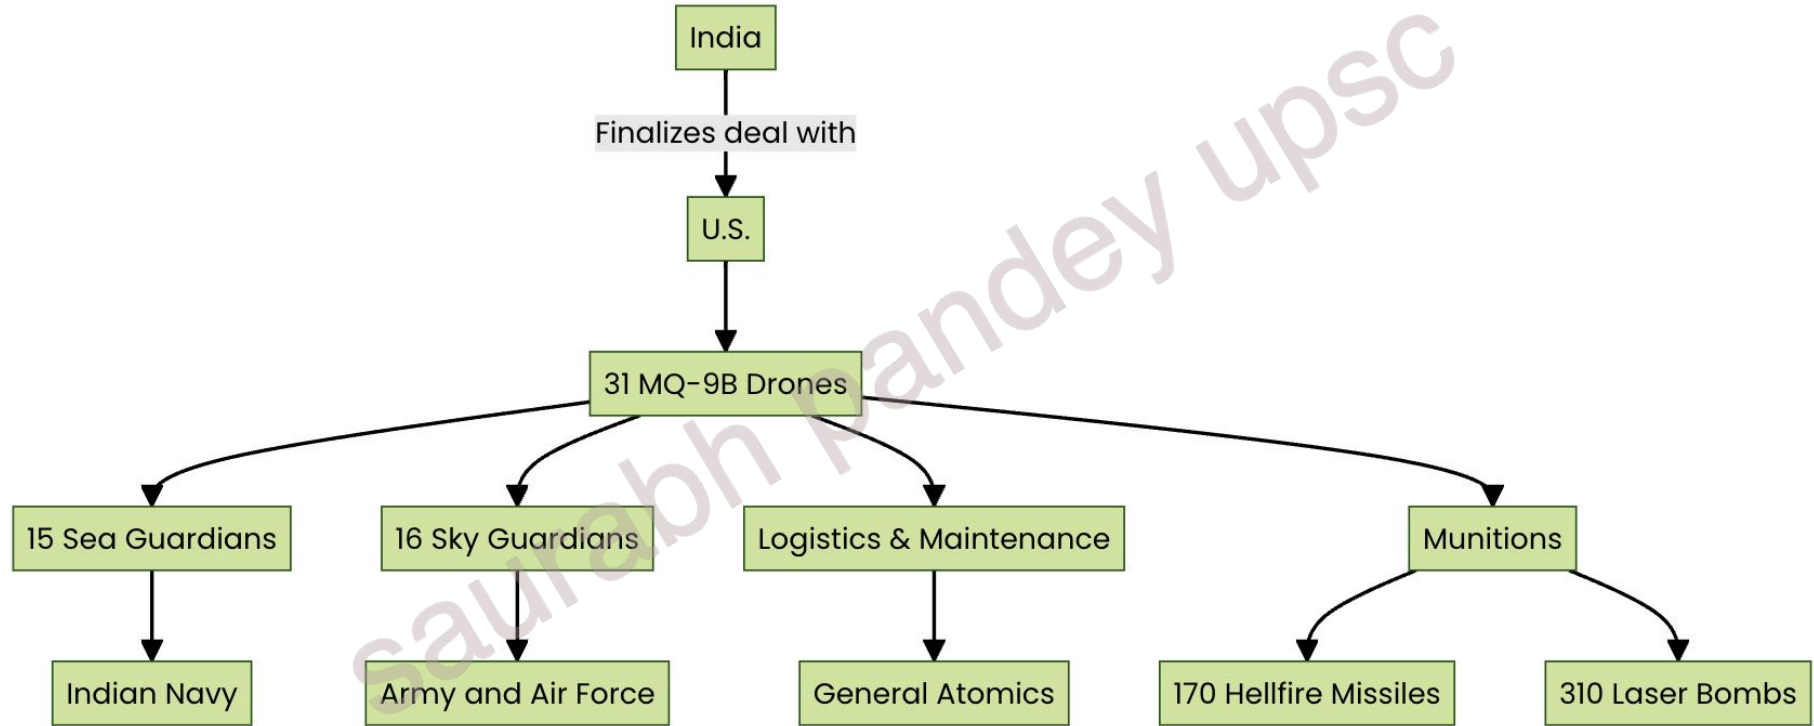 India
Finalizes deal with
U.S.
31 MQ-9B Drones
15 Sea Guardians
16 Sky Guardians
Logistics & Maintenance
Munitions
Indian Navy
Army and Air Force
General Atomics
170 Hellfire Missiles
310 Laser Bombs
saurabh pandey upsc